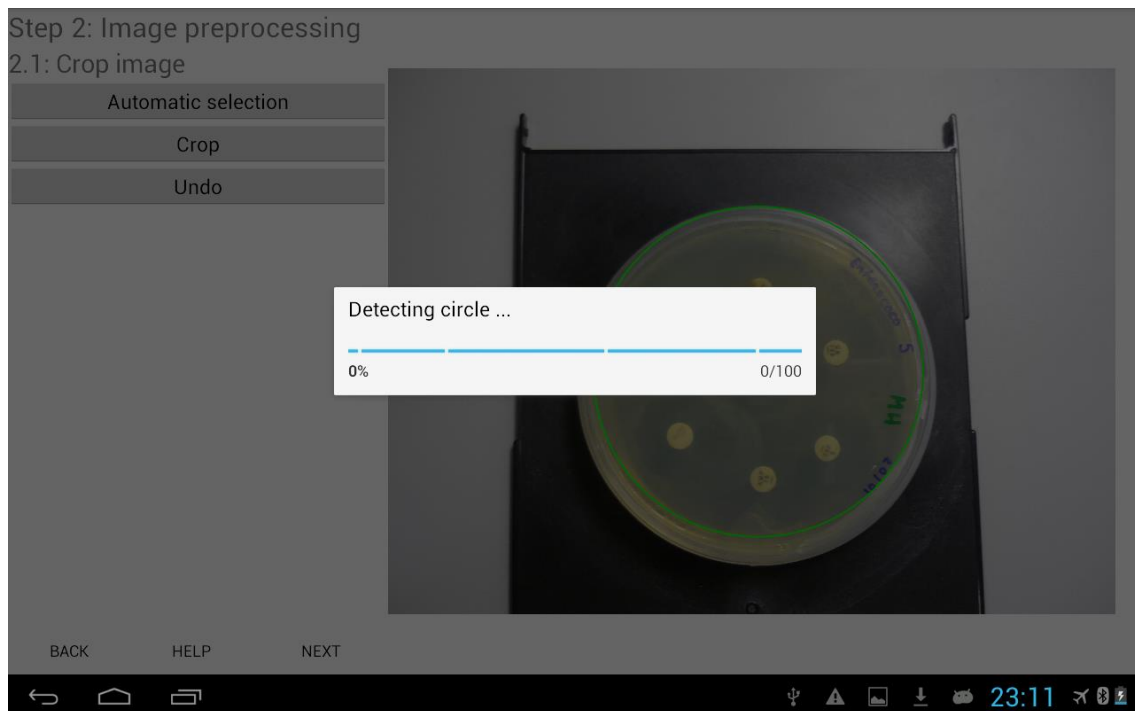 Step 2: Image preprocessing
2.1: Crop image
Automatic selection
Crop
Undo
Detecting circle ...
0%
0/100
5
MH
BACK
HELP
NEXT
23:11